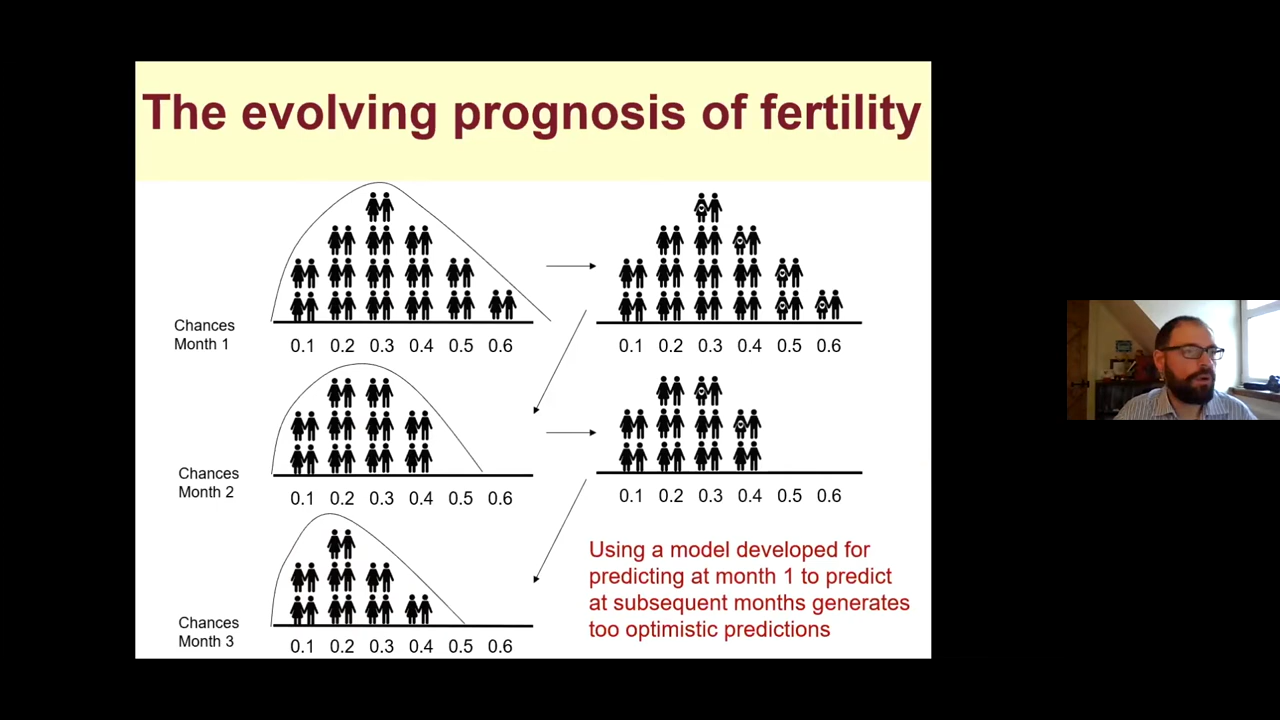 The evolving prognosis of fertility
Chances
Month 1
0.1 0.2 0.3 0.4 0.5 0.6
0.1 0.2 0.3 0.4 0.5 0.6
Chances
Month 2
0.1 0.2 0.3 0.4 0.5 0.6
0.1 0.2 0.3 0.4 0.5 0.6
Chances
Month 3
0.1 0.2 0.3 0.4 0.5 0.6
Using a model developed for
predicting at month 1 to predict
at subsequent months generates
too optimistic predictions